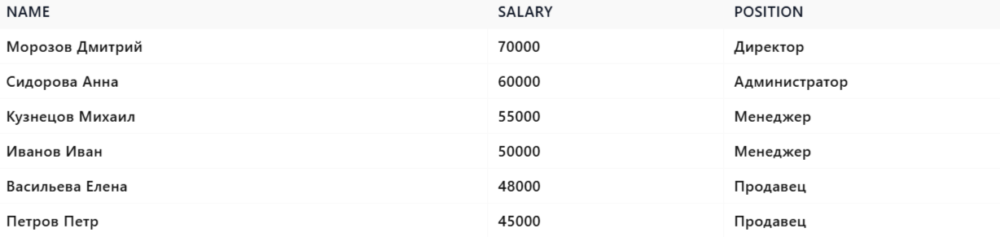 NAME SALARY POSITION
Морозов Дмитрий 70000 Директор
Сидорова Анна 60000 Администратор
Кузнецов Михаил 55000 Менеджер
Иванов Иван 50000 Менеджер
Васильева Елена 48000 Продавец
Петров Петр 45000 Продавец